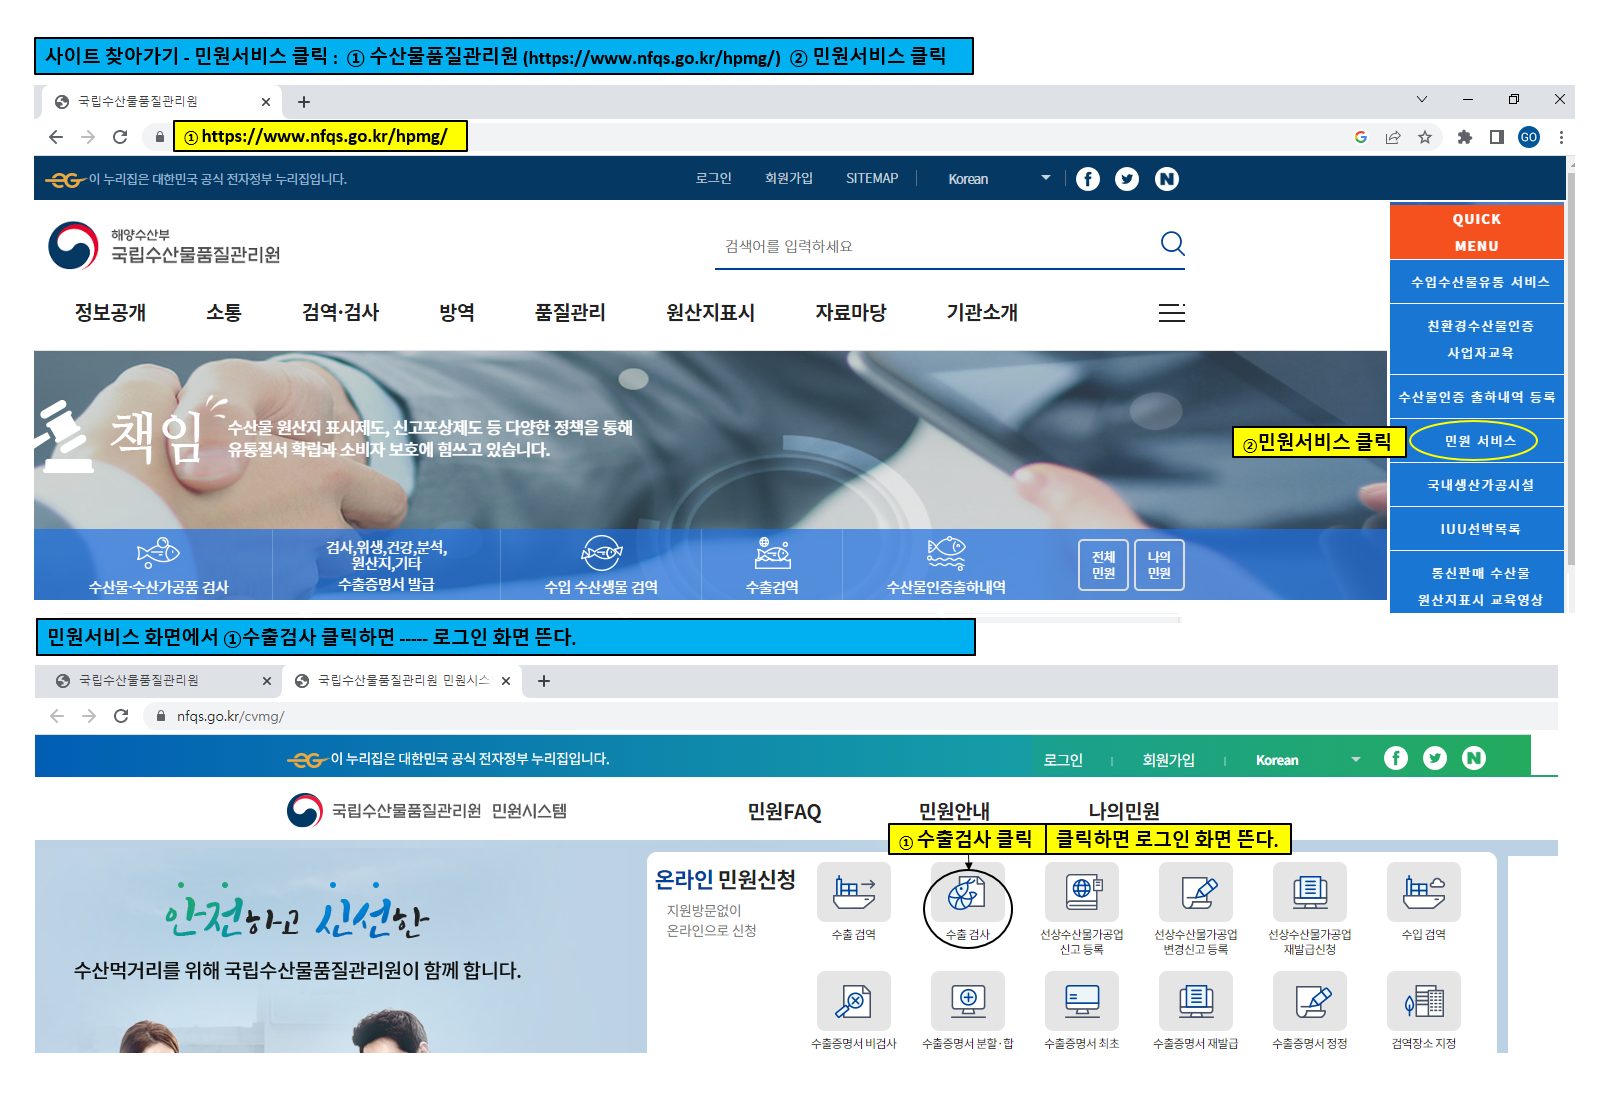 사이트 찾아가기 - 민원서비스 클릭 : ① 수산물품질관리원 (https://www.nfqs.go.kr/hpmg/) ② 민원서비스 클릭
국립수산물품질관리원
① https://www.nfqs.go.kr/hpmg/
GO
이 누리집은 대한민국 공식 전자정부 누리집입니다.
로그인 회원가입 SITEMAP Korean
해양수산부
국립수산물품질관리원
검색어를 입력하세요
정보공개 소통 검역·검사 방역 품질관리 원산지표시 자료마당 기관소개
QUICK
MENU
수입수산물유통 서비스
친환경수산물인증
사업자교육
수산물인증 출하내역 등록
②민원서비스 클릭
민원 서비스
국내생산가공시설
IUU선박목록
통신판매 수산물
원산지표시 교육영상
책임
수산물 원산지 표시제도, 신고포상제도 등 다양한 정책을 통해
유통질서 확립과 소비자 보호에 힘쓰고 있습니다.
수산물·수산가공품 검사
검사,위생,건강,분석,
원산지,기타
수출증명서 발급
수입 수산생물 검역
수출검역
수산물인증출하내역
전체
민원
나의
민원
민원서비스 화면에서 ①수출검사 클릭하면 ----- 로그인 화면 뜬다.
국립수산물품질관리원
국립수산물품질관리원 민원시스
nfqs.go.kr/cvmg/
이 누리집은 대한민국 공식 전자정부 누리집입니다.
로그인 회원가입 Korean
국립수산물품질관리원 민원시스템
민원FAQ 민원안내 나의민원
① 수출검사 클릭 클릭하면 로그인 화면 뜬다.
안전하고 신선한
수산먹거리를 위해 국립수산물품질관리원이 함께 합니다.
온라인 민원신청
지원방문없이
온라인으로 신청
수출 검역
수출 검사
선상수산물가공업
신고 등록
선상수산물가공업
변경신고 등록
선상수산물가공업
재발급신청
수입 검역
수출증명서 비검사
수출증명서 분할·합
수출증명서 최초
수출증명서 재발급
수출증명서 정정
검역장소 지정